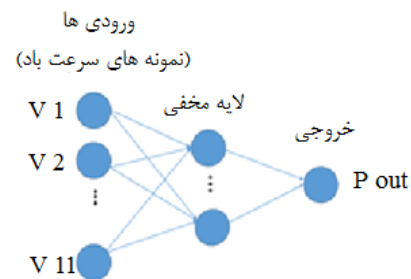 ورودی ها
(نمونه های سرعت باد)
لایه مخفی
خروجی
V 1
V 2
⋮
⋮
V 11
P out